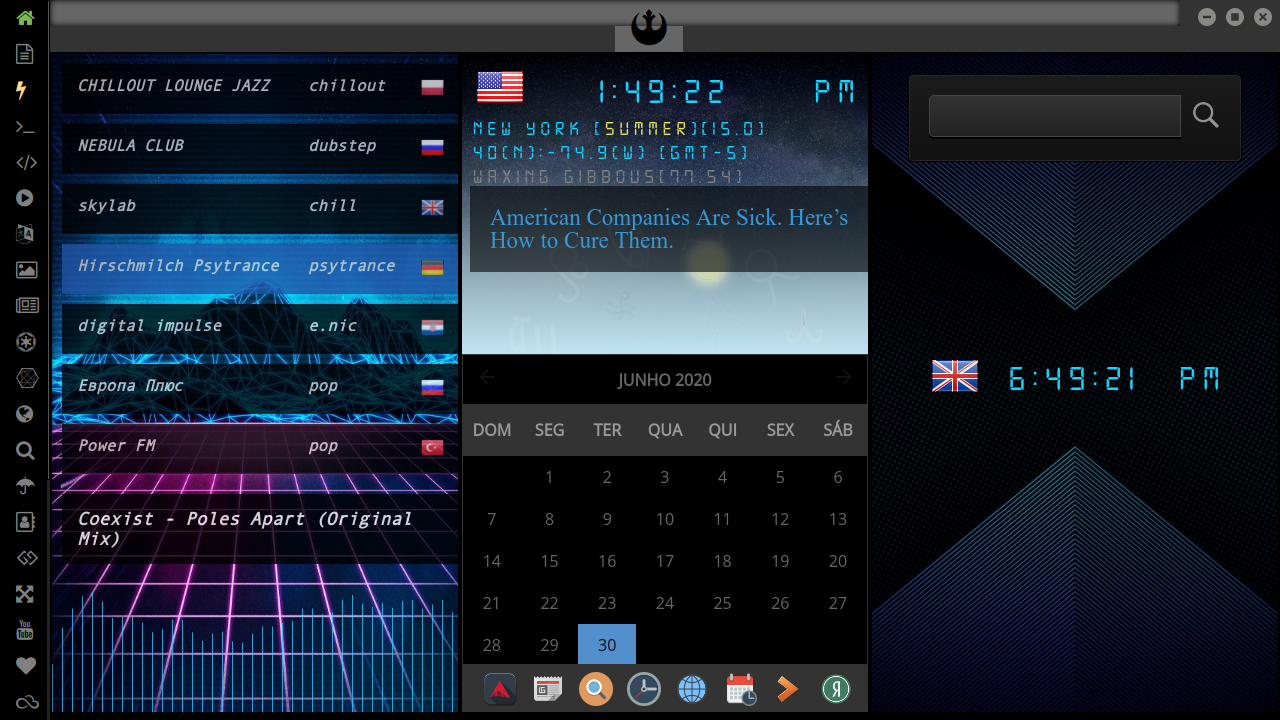 CHILLOUT LOUNGE JAZZ chillout
NEBULA CLUB dubstep
skylab chill
Hirschmilch Psytrance psytrance
digital impulse e.nic
Европа Плюс pop
Power FM pop
Coexist - Poles Apart (Original
Mix)
1:49:22 PM
NEW YORK (SUMMER)(15.0)
40(N):-74.9(W) (GMT-5)
WAXING GIBBOUS(77.54)
American Companies Are Sick. Here’s
How to Cure Them.
JUNHO 2020
DOM SEG TER QUA QUI SEX SÁB
1 2 3 4 5 6
7 8 9 10 11 12 13
14 15 16 17 18 19 20
21 22 23 24 25 26 27
28 29 30
6:49:21 PM
You
Tube
Я